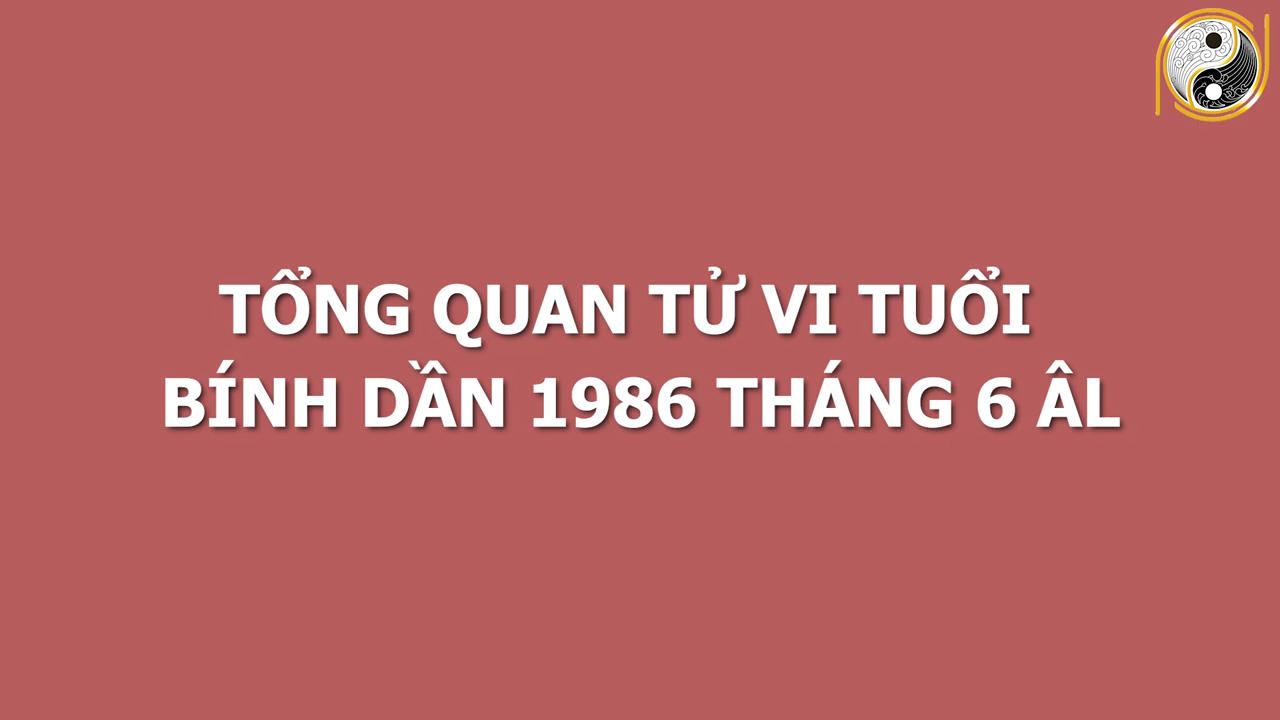 TỔNG QUAN TỬ VI TUỔI
BÍNH DẦN 1986 THÁNG 6 ÂL